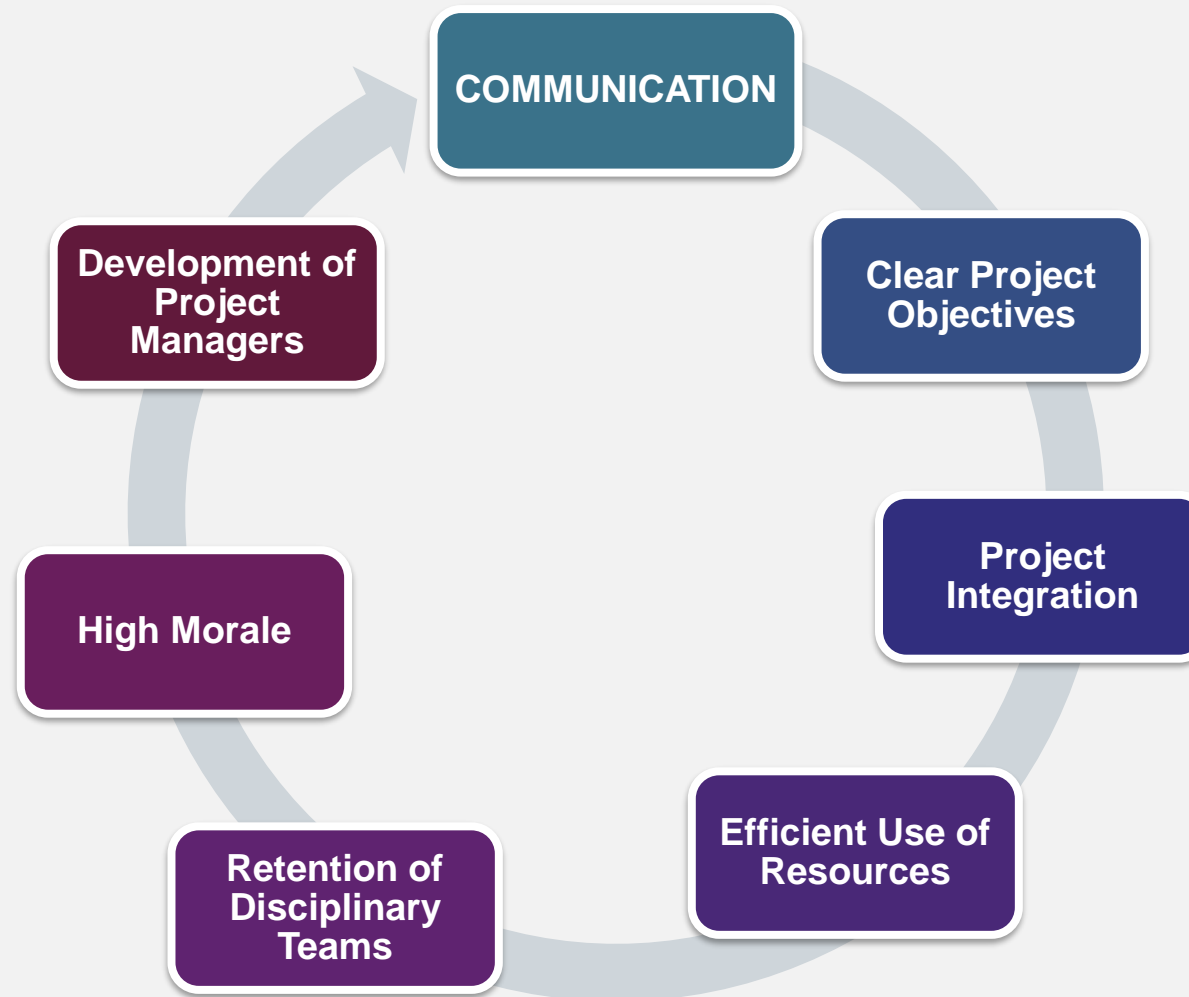 COMMUNICATION
Clear Project
Objectives
Project
Integration
Efficient Use of
Resources
Retention of
Disciplinary
Teams
High Morale
Development of
Project
Managers